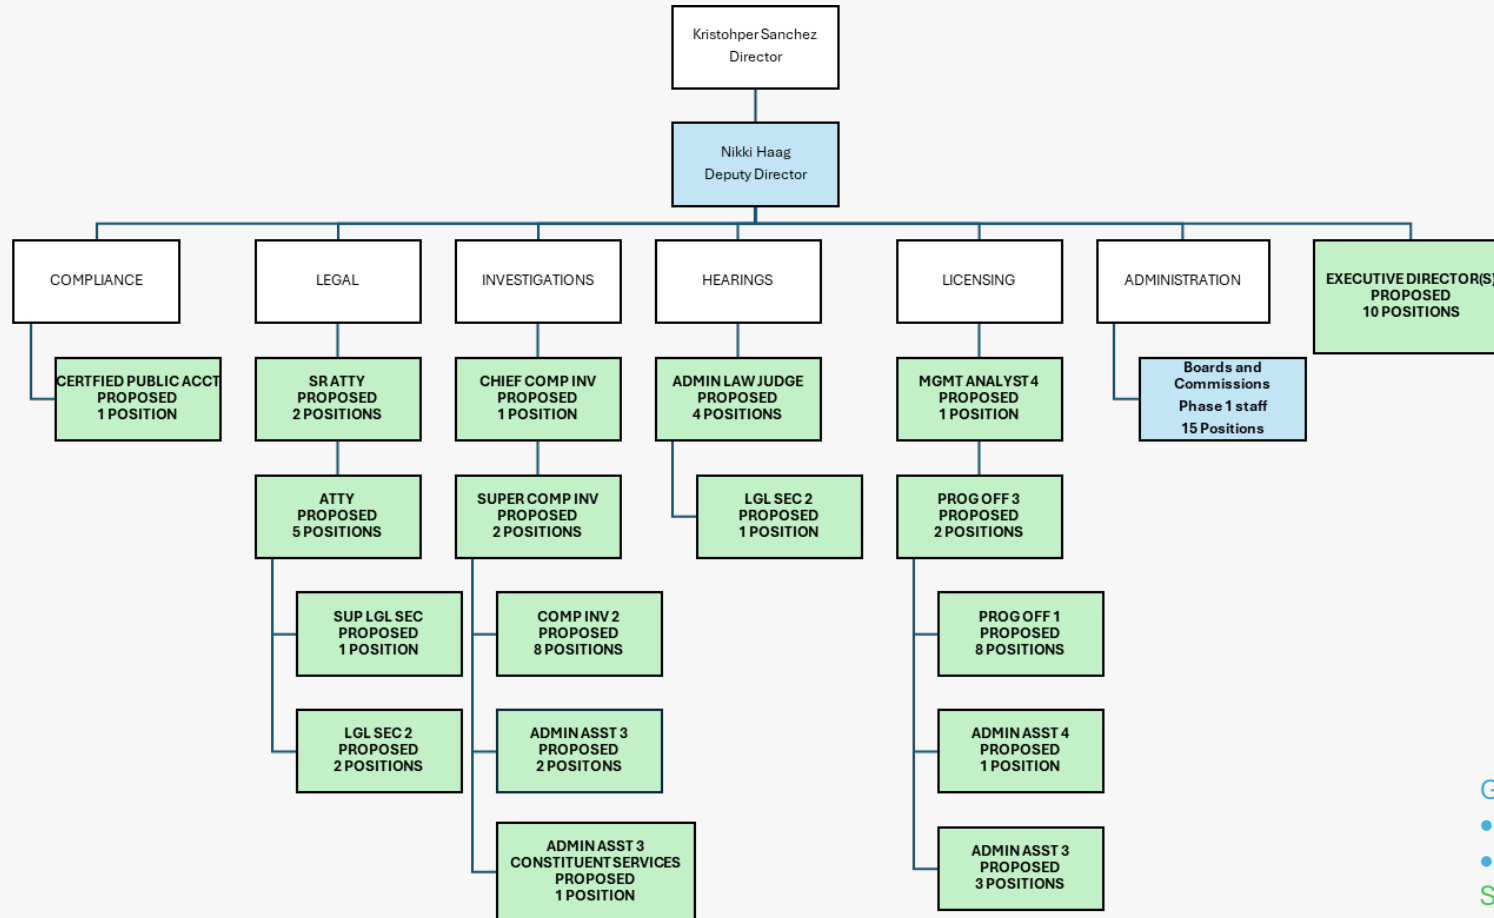 Kristohper Sanchez
Director
Nikki Haag
Deputy Director
COMPLIANCE
LEGAL
INVESTIGATIONS
HEARINGS
LICENSING
ADMINISTRATION
EXECUTIVE DIRECTOR(S)
PROPOSED
10 POSITIONS
CERTFIED PUBLIC ACCT
PROPOSED
1 POSITION
SR ATTY
PROPOSED
2 POSITIONS
CHIEF COMP INV
PROPOSED
1 POSITION
ADMIN LAW JUDGE
PROPOSED
4 POSITIONS
MGMT ANALYST 4
PROPOSED
1 POSITION
Boards and
Commissions
Phase 1 staff
15 Positions
ATTY
PROPOSED
5 POSITIONS
SUPER COMP INV
PROPOSED
2 POSITIONS
LGL SEC 2
PROPOSED
1 POSITION
PROG OFF 3
PROPOSED
2 POSITIONS
SUP LGL SEC
PROPOSED
1 POSITION
COMP INV 2
PROPOSED
8 POSITIONS
PROG OFF 1
PROPOSED
8 POSITIONS
LGL SEC 2
PROPOSED
2 POSITIONS
ADMIN ASST 3
PROPOSED
2 POSITONS
ADMIN ASST 4
PROPOSED
1 POSITION
ADMIN ASST 3
CONSTITUENT SERVICES
PROPOSED
1 POSITION
ADMIN ASST 3
PROPOSED
3 POSITIONS